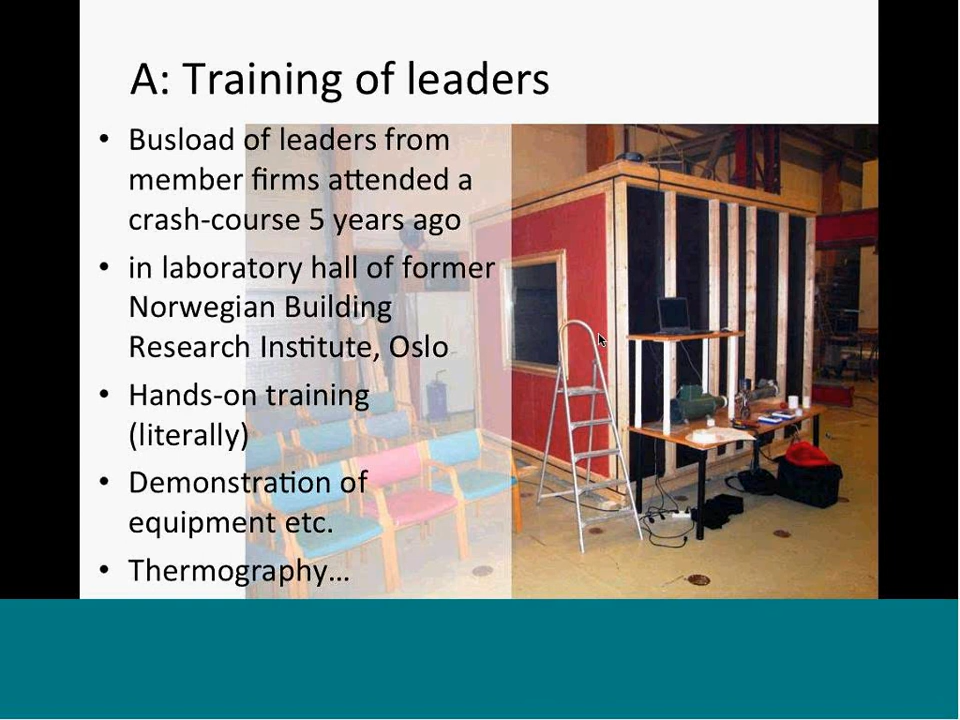 A: Training of leaders
• Busload of leaders from
member firms attended a
crash-course 5 years ago
• in laboratory hall of former
Norwegian Building
Research Institute, Oslo
• Hands-on training
(literally)
• Demonstration of
equipment etc.
• Thermography...